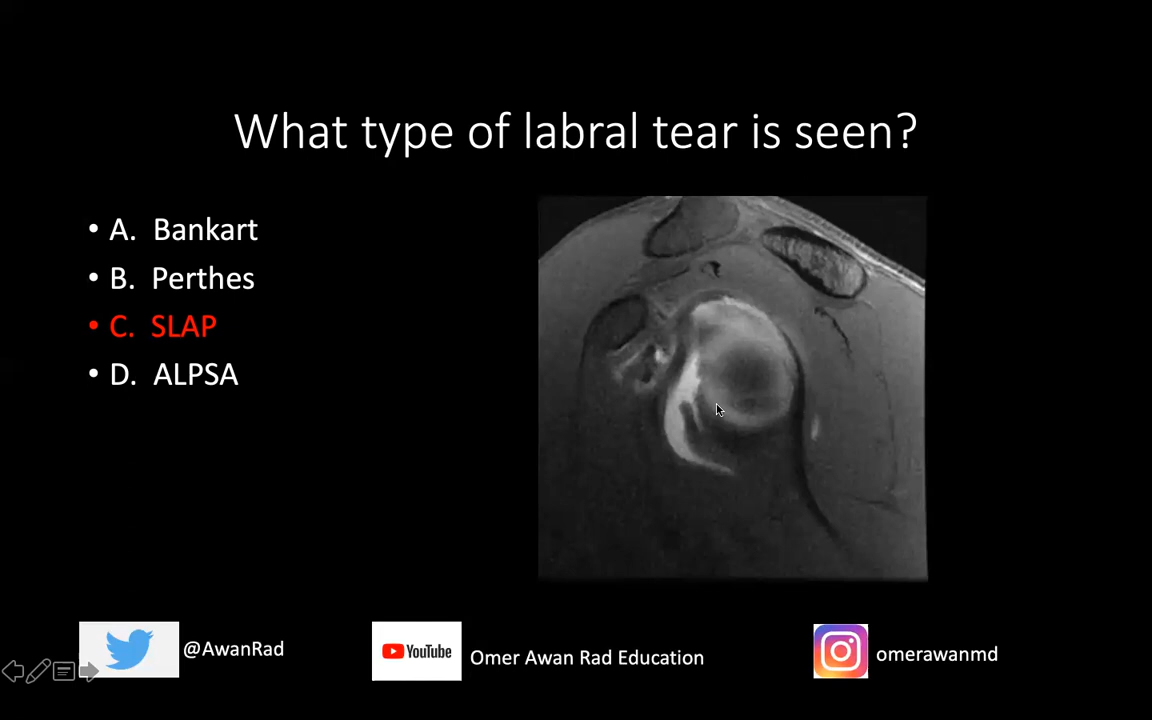 What type of labral tear is seen?
• A. Bankart
• B. Perthes
• C. SLAP
• D. ALPSA
@AwanRad
YouTube
Omer Awan Rad Education
omerawanmd